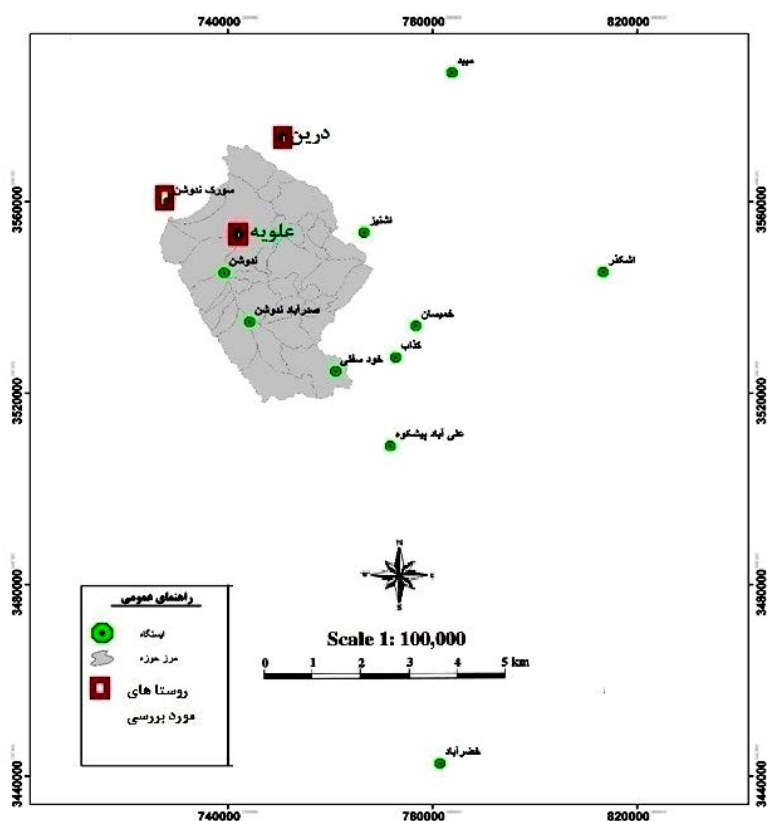 740000 780000 820000
میبد
درین
3560000 3560000
سورک ندوشن
علویه
اشنیز
ندوشن
اشکذر
صدرآباد ندوشن
خمیسان
کذاب
خود سفلی
3520000 3520000
علی آباد پیشکوه
N
W E
S
3480000 3480000
راهنمای عمومی
ایستگاه
مرز حوزه
روستا های
مورد بررسی
Scale 1: 100,000
0 1 2 3 4 5 km
خضرآباد
3440000 3440000
740000 780000 820000